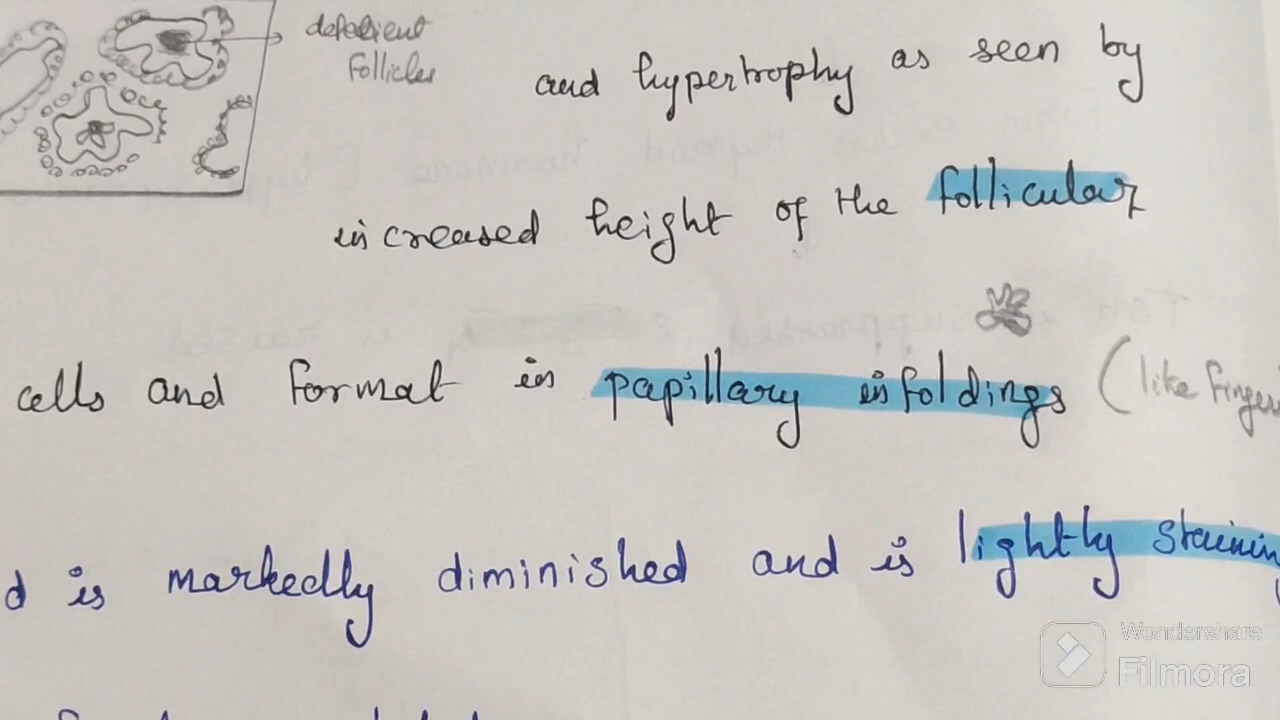 deficient
follicles
and hypertrophy as seen by
increased height of the follicular
cells and format in papillary infoldings (like fingers
d is markedly diminished and is lightly staining
Wondershare
Filmora